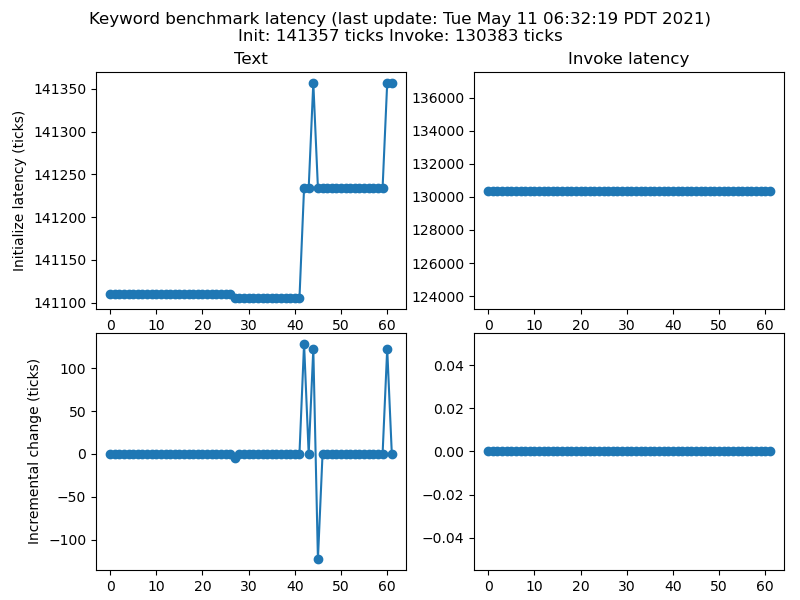 Keyword benchmark latency (last update: Tue May 11 06:32:19 PDT 2021)
Init: 141357 ticks Invoke: 130383 ticks
Text
Invoke latency
Initialize latency (ticks)
141350
141300
141250
141200
141150
141100
0 10 20 30 40 50 60
136000
134000
132000
130000
128000
126000
124000
0 10 20 30 40 50 60
Incremental change (ticks)
100
50
0
−50
−100
0 10 20 30 40 50 60
0.04
0.02
0.00
−0.02
−0.04
0 10 20 30 40 50 60